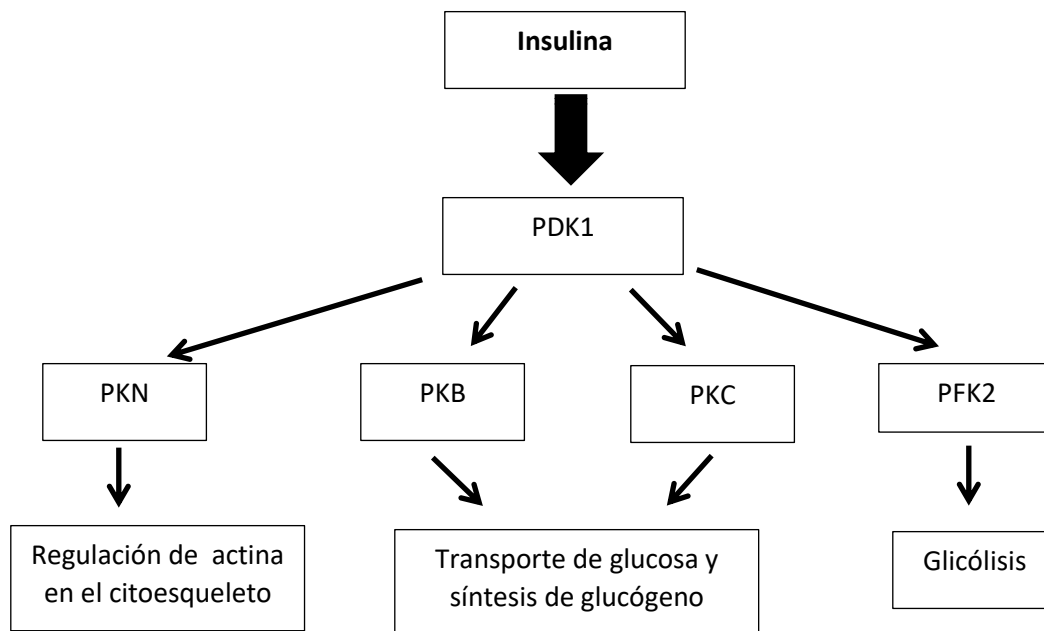 Insulina
PDK1
PKN
PKB
PKC
PFK2
Regulación de actina
en el citoesqueleto
Transporte de glucosa y
síntesis de glucógeno
Glicólisis